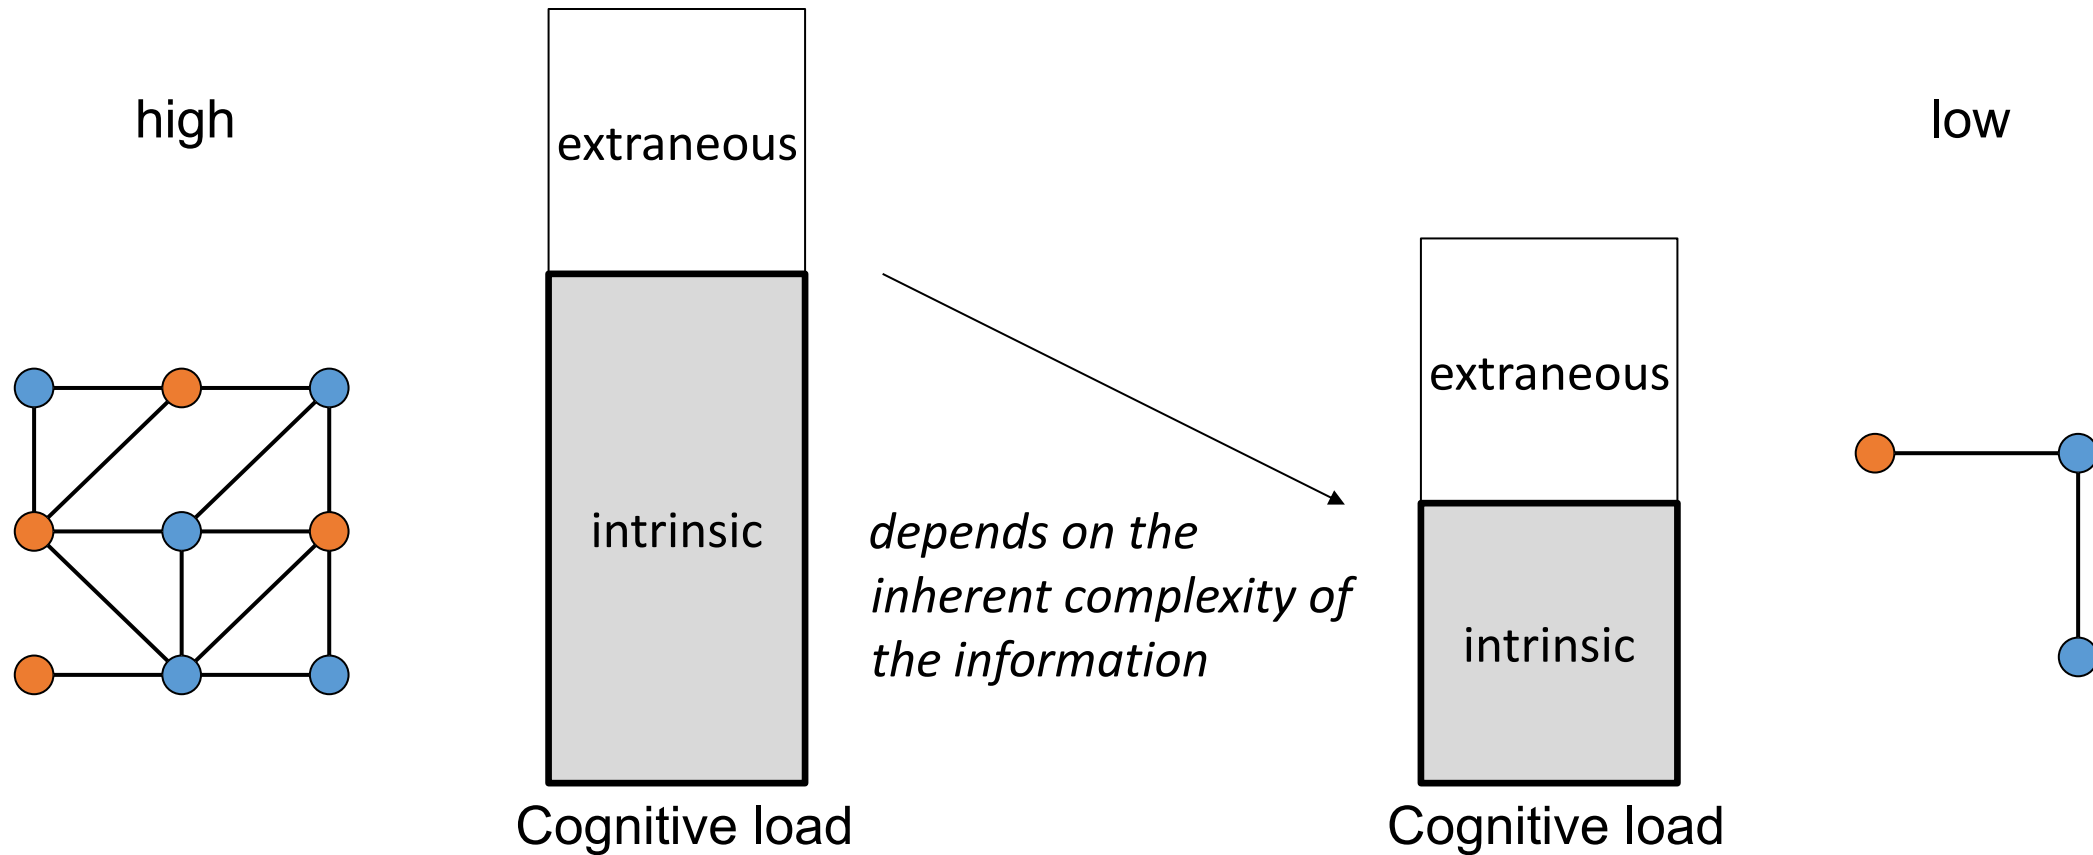 high
extraneous
intrinsic
Cognitive load
depends on the
inherent complexity of
the information
extraneous
intrinsic
Cognitive load
low